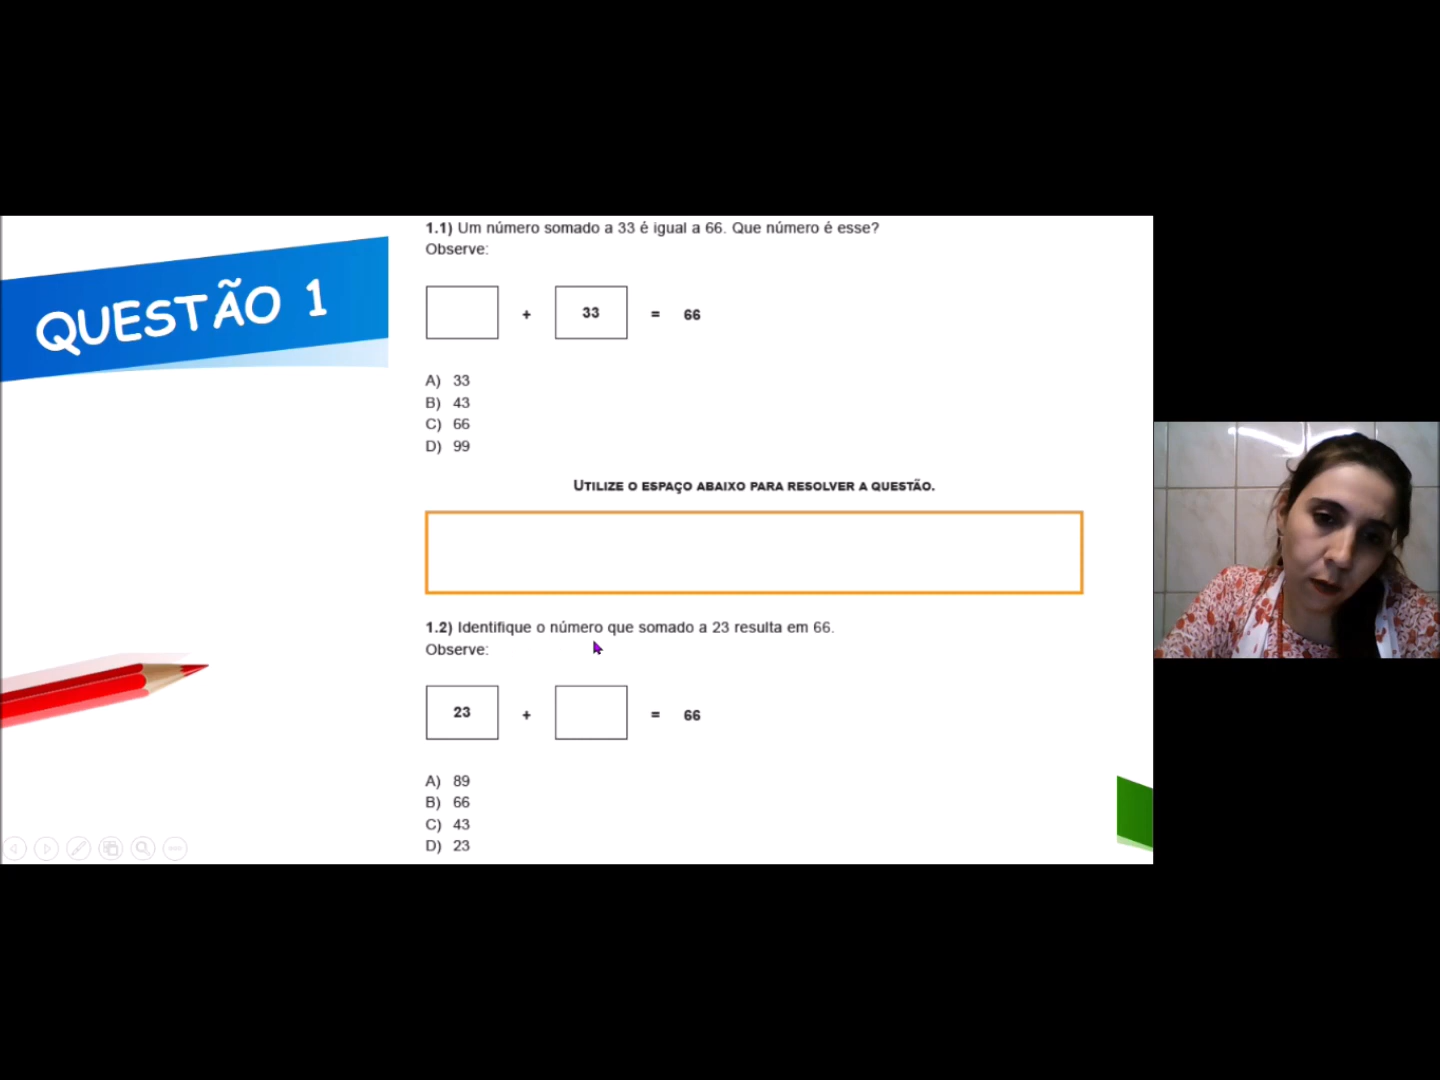 QUESTÃO 1
1.1) Um número somado a 33 é igual a 66. Que número é esse?
Observe:
+ 33 = 66
A) 33
B) 43
C) 66
D) 99
UTILIZE O ESPAÇO ABAIXO PARA RESOLVER A QUESTÃO.
1.2) Identifique o número que somado a 23 resulta em 66.
Observe:
23 + = 66
A) 89
B) 66
C) 43
D) 23